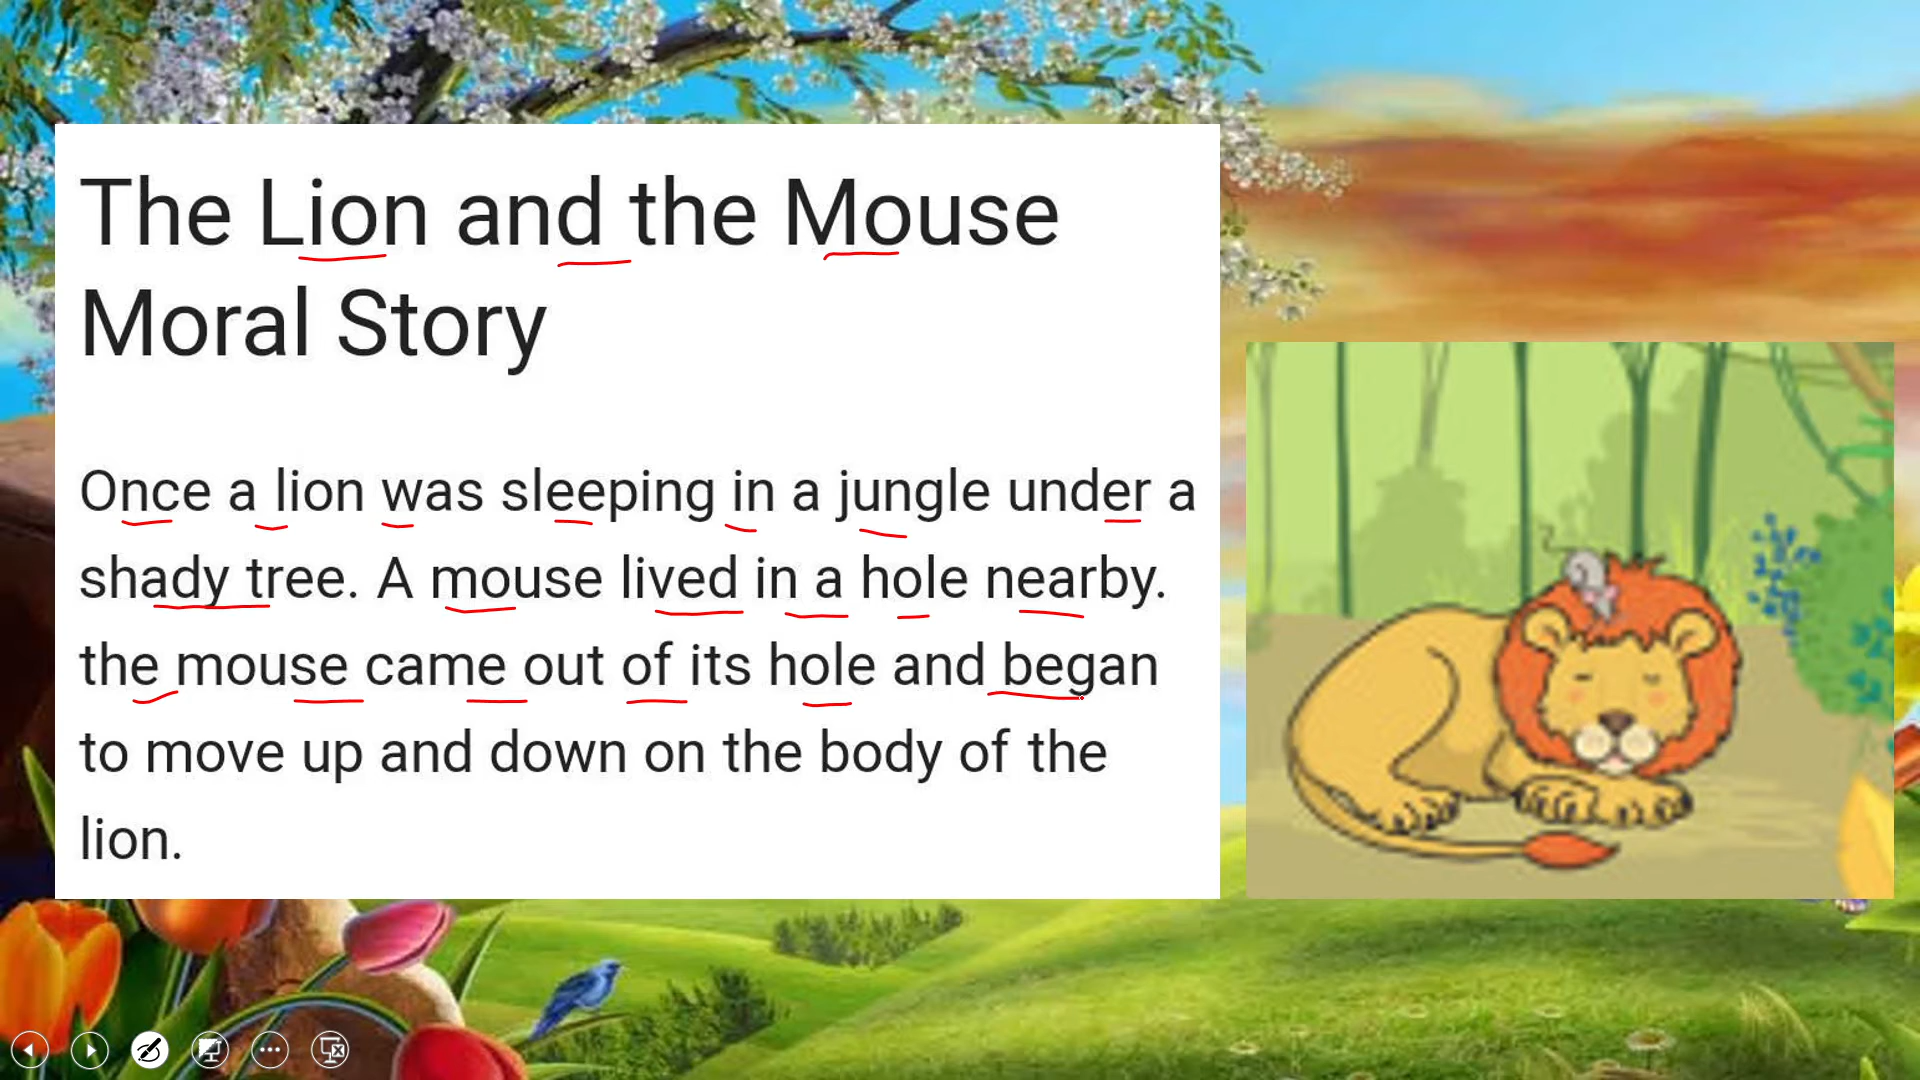 The Lion and the Mouse
Moral Story
Once a lion was sleeping in a jungle under a
shady tree. A mouse lived in a hole nearby.
the mouse came out of its hole and began
to move up and down on the body of the
lion.